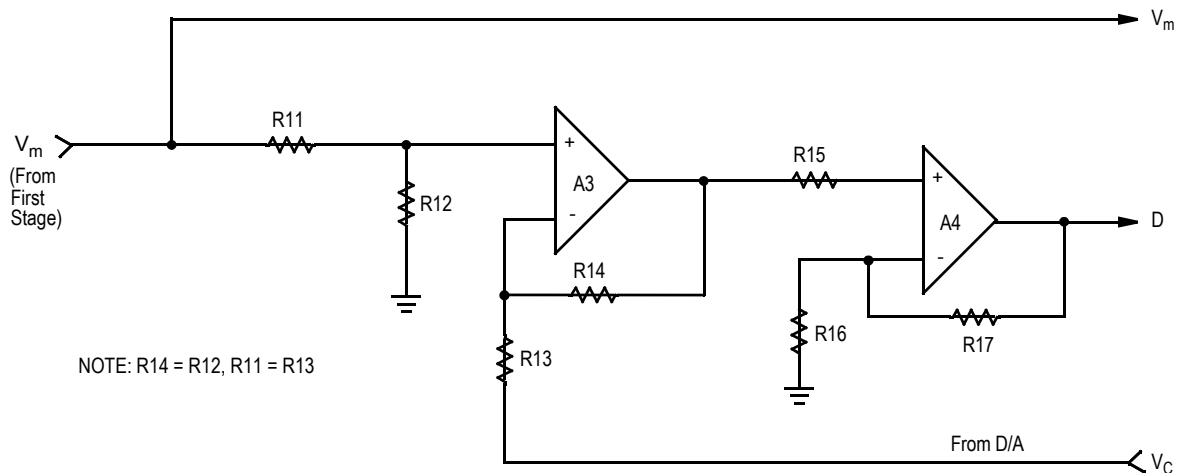 Vm
R11
Vm
(From
First
Stage)
+
A3
-
R12
R15
+
A4
-
D
R14
R16
R17
R13
NOTE: R14 = R12, R11 = R13
From D/A
VC